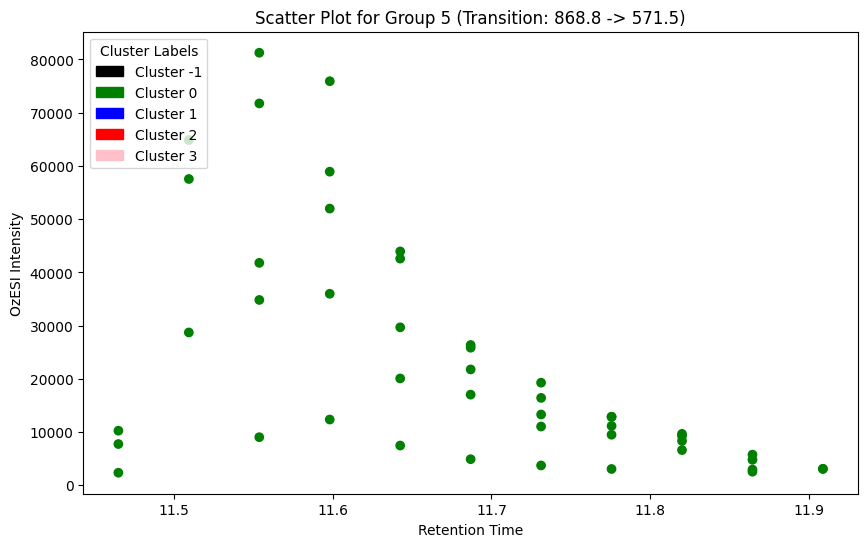 Scatter Plot for Group 5 (Transition: 868.8 -> 571.5)
Cluster Labels
Cluster -1
Cluster 0
Cluster 1
Cluster 2
Cluster 3
80000
70000
60000
50000
40000
30000
20000
10000
0
OzESI Intensity
11.5 11.6 11.7 11.8 11.9
Retention Time